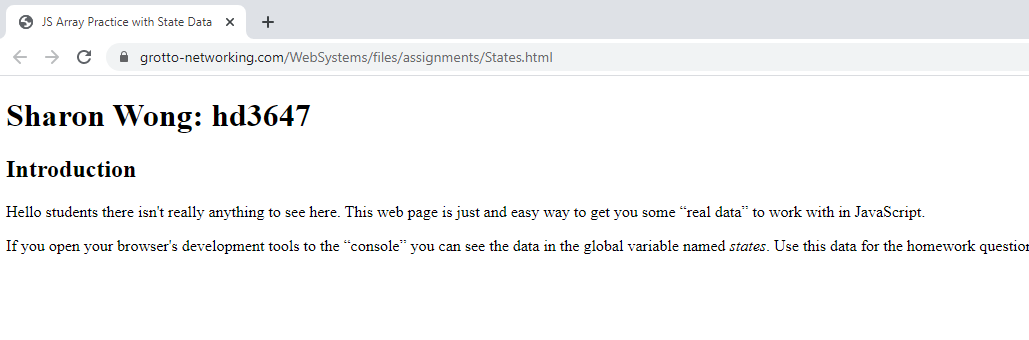 JS Array Practice with State Data
grotto-networking.com/WebSystems/files/assignments/States.html
Sharon Wong: hd3647
Introduction
Hello students there isn't really anything to see here. This web page is just and easy way to get you some “real data” to work with in JavaScript.
If you open your browser's development tools to the “console” you can see the data in the global variable named states. Use this data for the homework